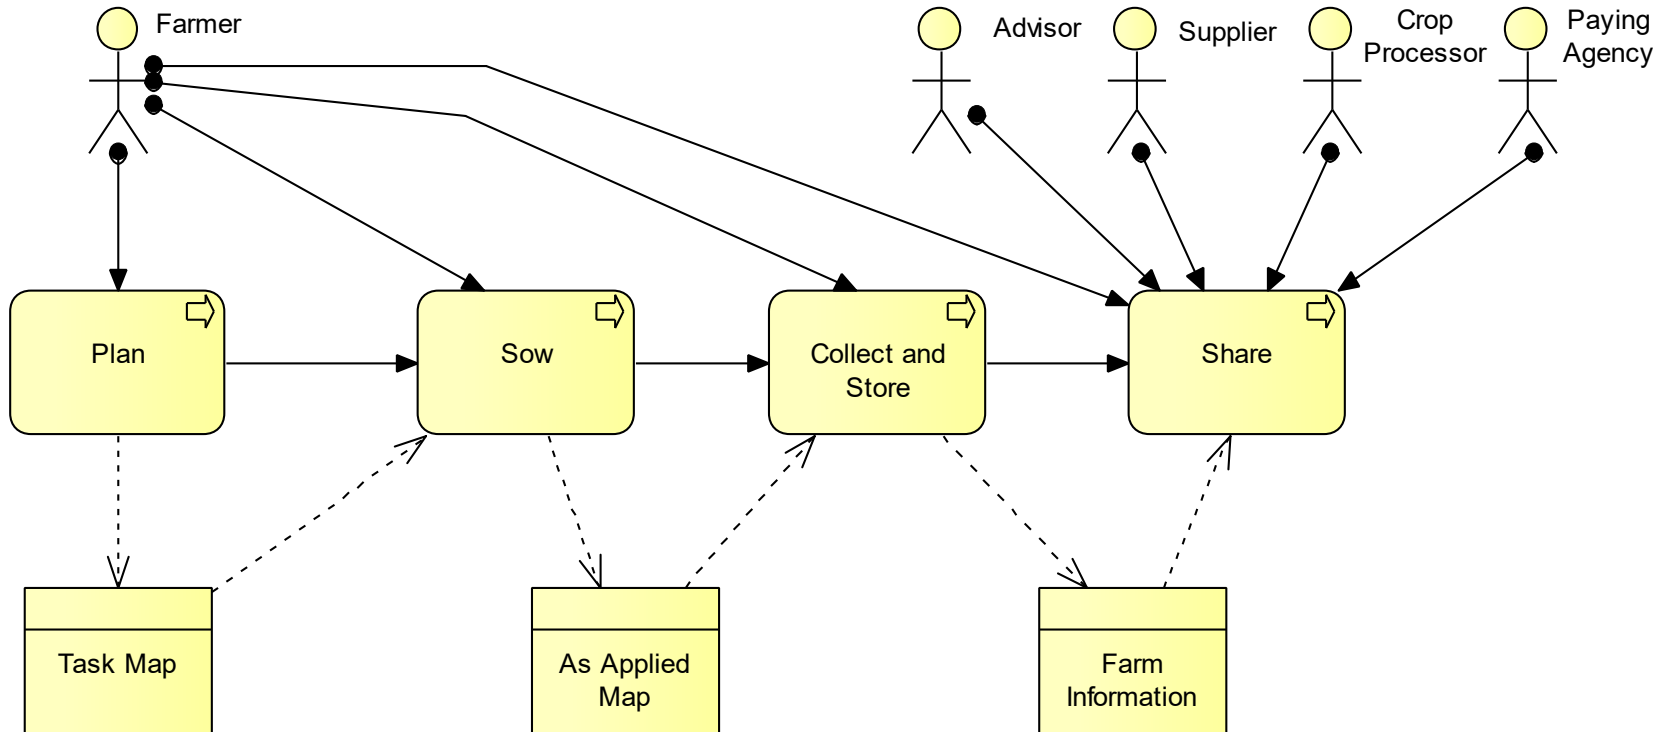 Farmer
Advisor
Supplier
Crop
Processor
Paying
Agency
Plan
Sow
Collect and
Store
Share
Task Map
As Applied
Map
Farm
Information